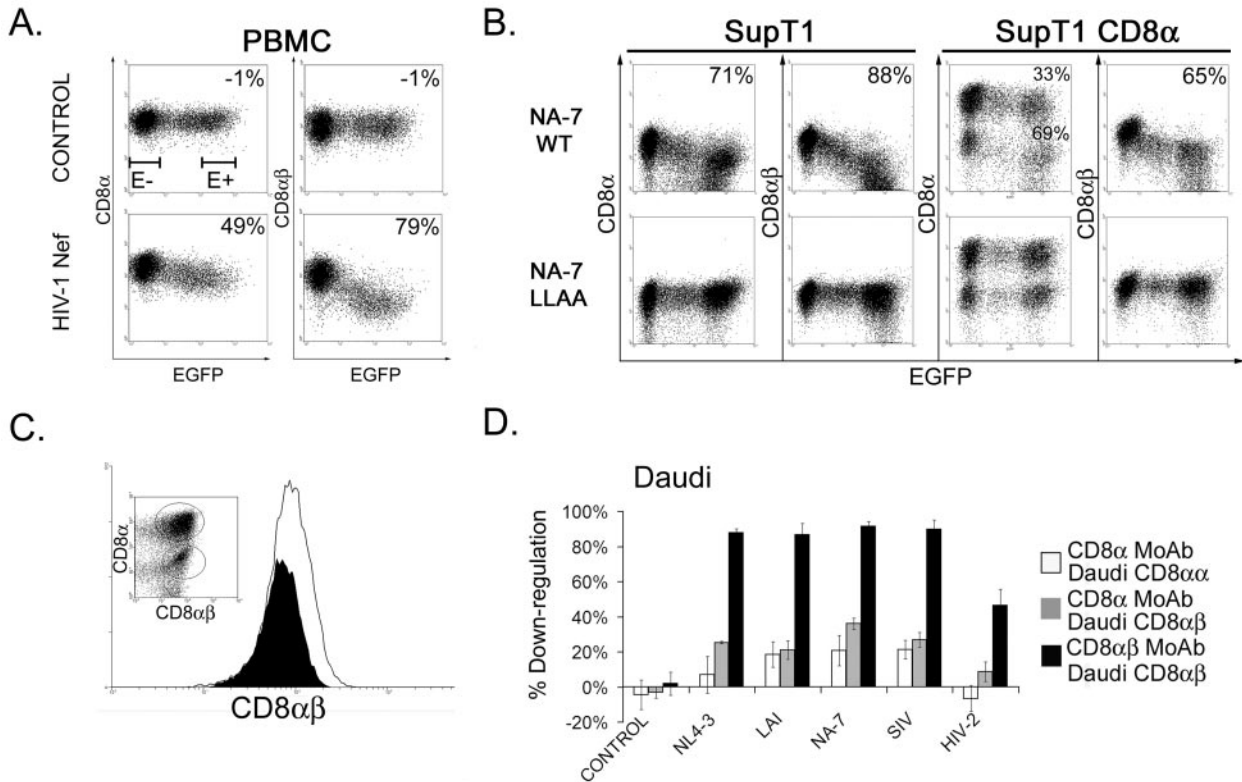 A.
PBMC
CONTROL
CD8α
-1%
E-
E+
CD8αβ
-1%
HIV-1 Nef
49%
79%
EGFP
EGFP
B.
SupT1
SupT1 CD8α
NA-7
WT
CD8α
71%
CD8αβ
88%
CD8α
33%
69%
CD8αβ
65%
NA-7
LLAA
EGFP
C.
CD8α
CD8αβ
CD8αβ
D.
Daudi
% Down-regulation
100%
80%
60%
40%
20%
0%
-20%
CONTROL
NL4-3
LAI
NA-7
SIV
HIV-2
CD8α MoAb
Daudi CD8αα
CD8α MoAb
Daudi CD8αβ
CD8αβ MoAb
Daudi CD8αβ